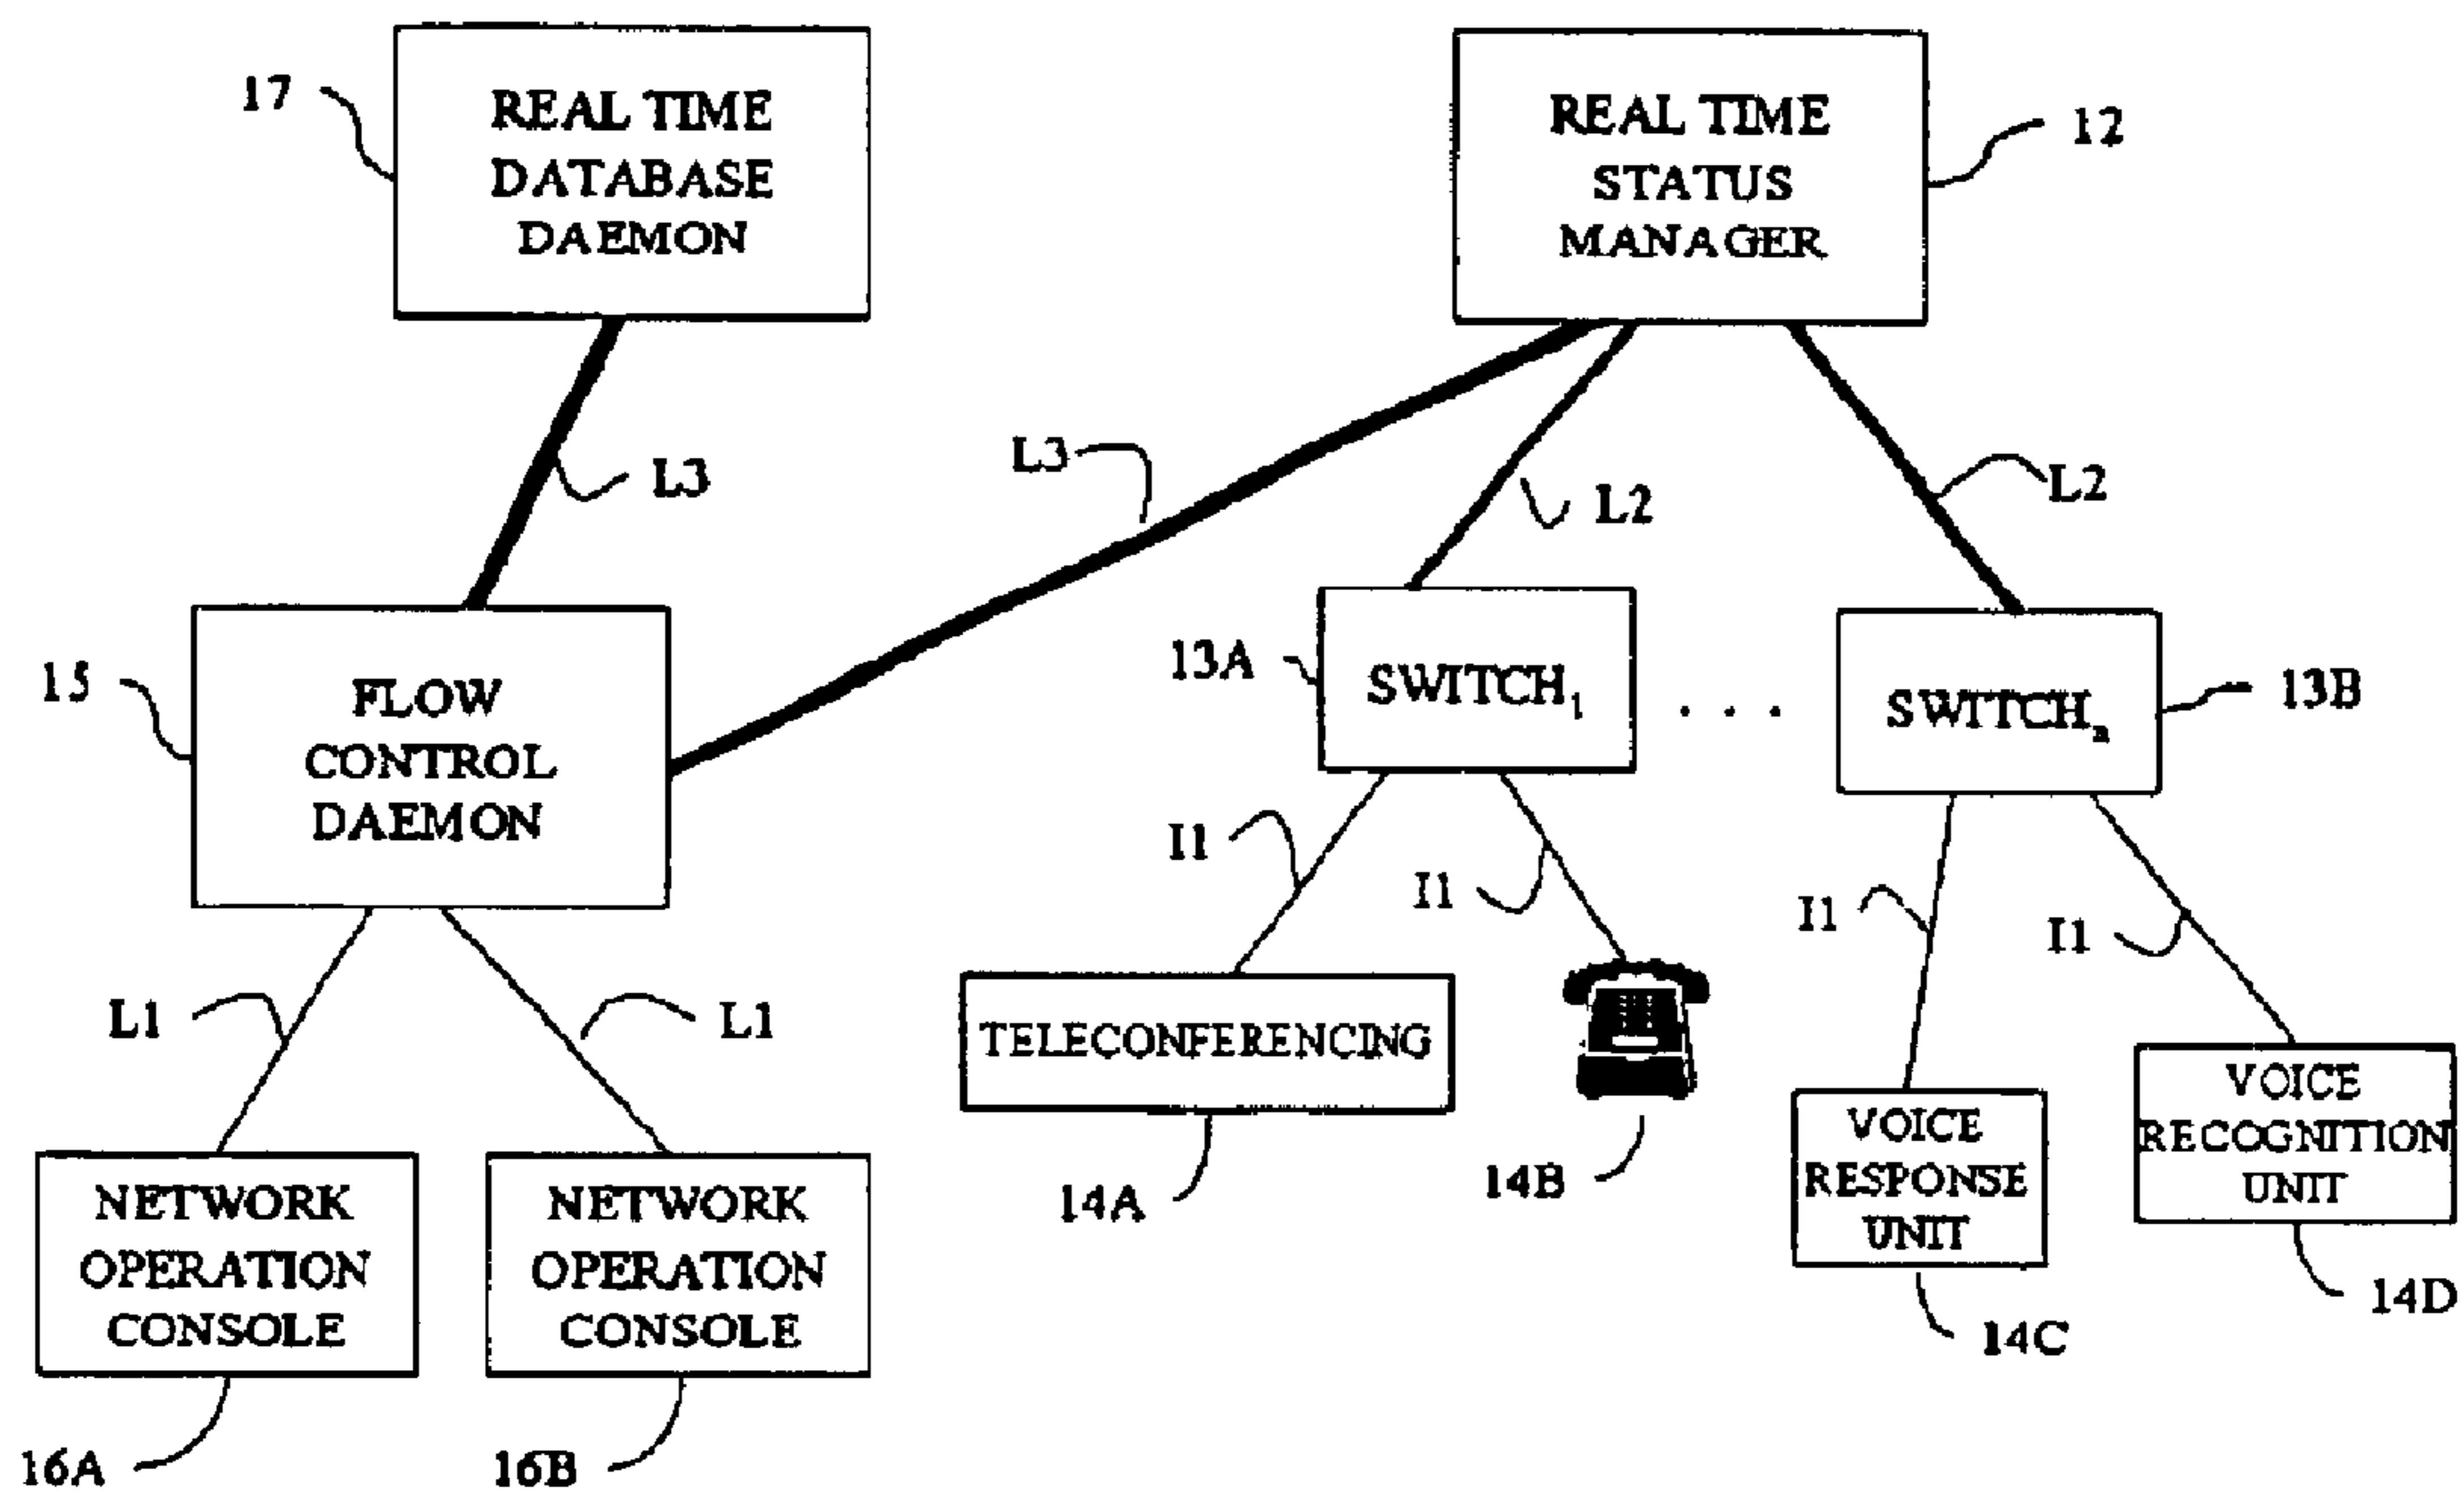 17
REAL TIME
DATABASE
DAEMON
REAL TIME
STATUS
MANAGER
12
L3
L3
L2
L2
15
FLOW
CONTROL
DAEMON
13A
SWITCH1
. . .
SWITCHn
13B
I1
I1
I1
I1
L1
L1
TELECONFERENCING
14A
14B
VOICE
RESPONSE
UNIT
14C
VOICE
RECOGNITION
UNIT
14D
NETWORK
OPERATION
CONSOLE
16A
NETWORK
OPERATION
CONSOLE
16B